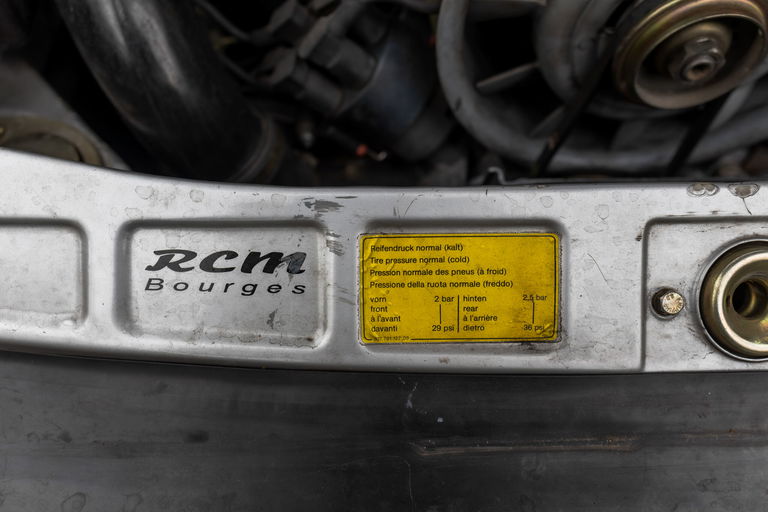 RCM
Bourges
Reifendruck normal (kalt)
Tire pressure normal (cold)
Pression normale des pneus (à froid)
Pressione della ruota normale (freddo)
vorn 2 bar hinten 2,5 bar
front rear
à l'avant à l'arrière
davanti 29 psi dietro 36 psi